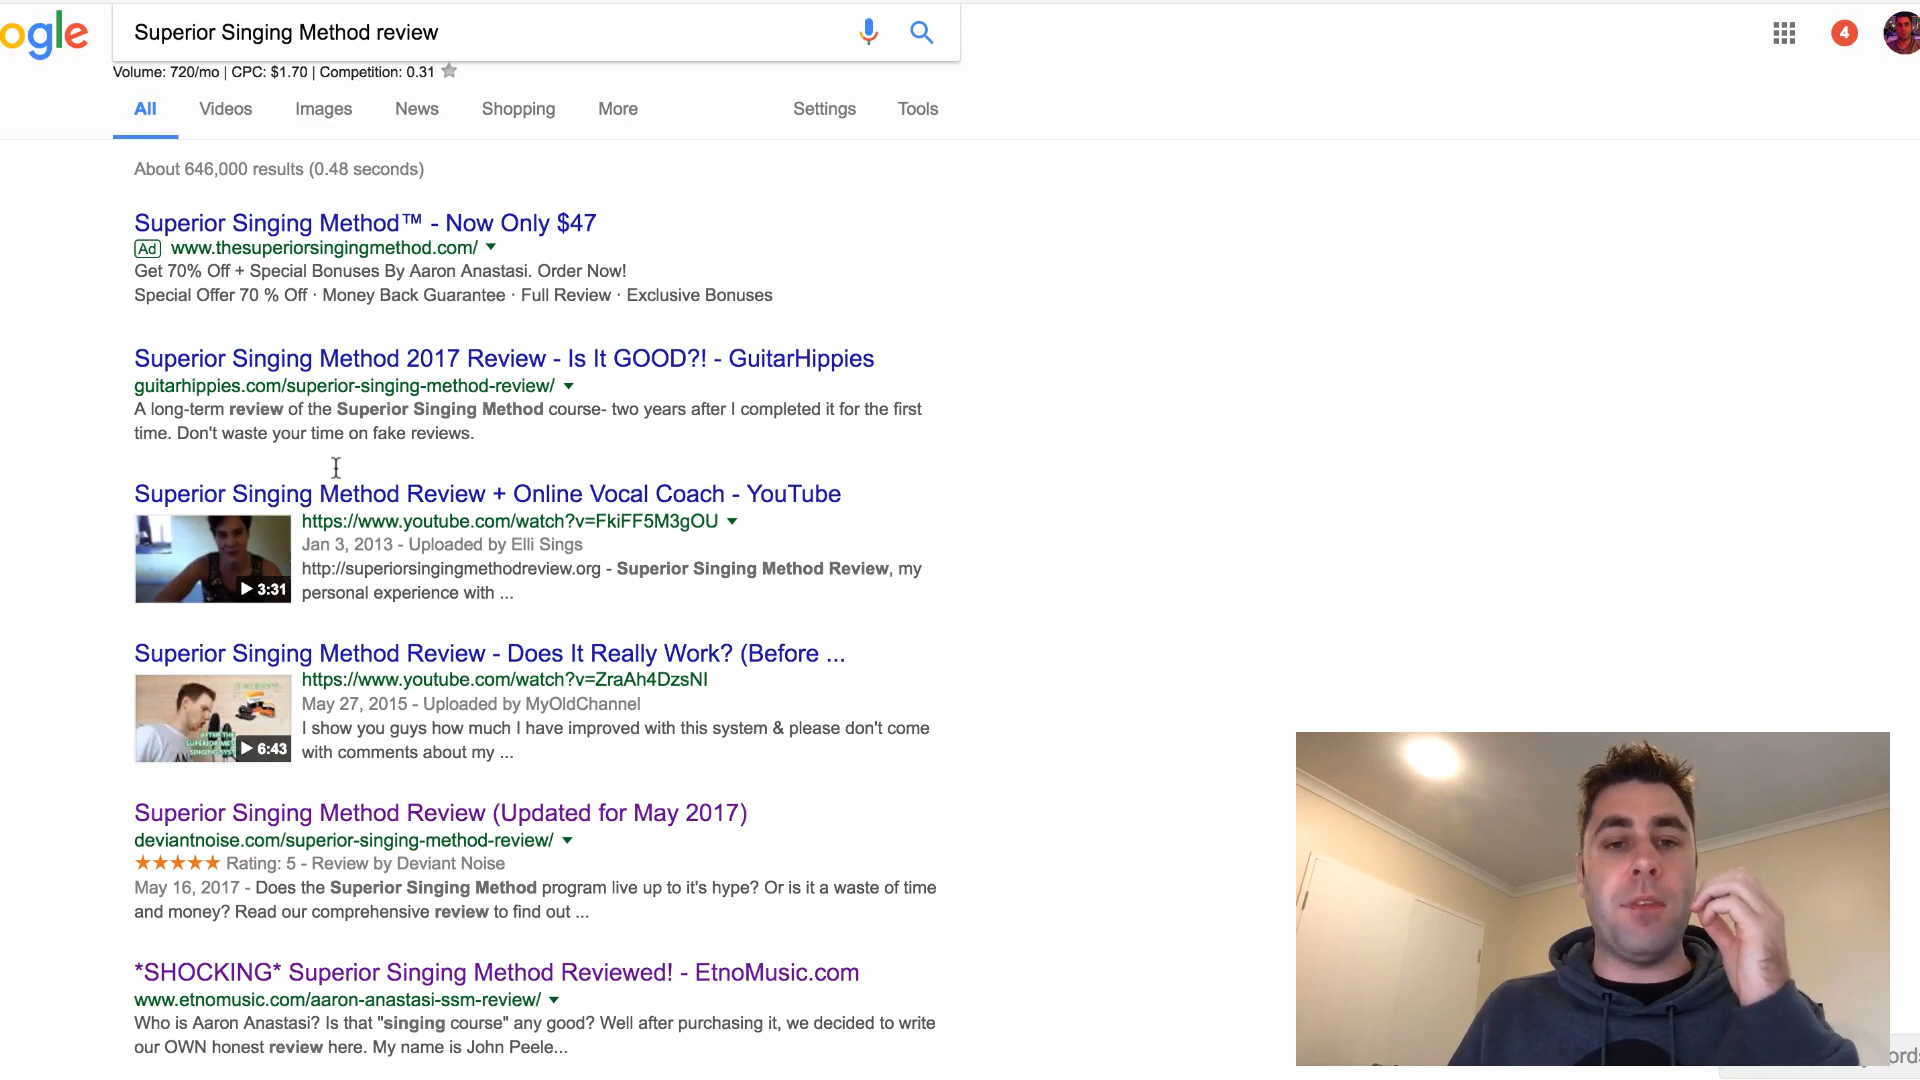 ogle
Superior Singing Method review
4
Volume: 720/mo | CPC: $1.70 | Competition: 0.31
All Videos Images News Shopping More Settings Tools
About 646,000 results (0.48 seconds)
Superior Singing Method™ - Now Only $47
Ad www.thesuperiorsingingmethod.com/
Get 70% Off + Special Bonuses By Aaron Anastasi. Order Now!
Special Offer 70 % Off · Money Back Guarantee · Full Review · Exclusive Bonuses
Superior Singing Method 2017 Review - Is It GOOD?! - GuitarHippies
guitarhippies.com/superior-singing-method-review/
A long-term review of the Superior Singing Method course- two years after I completed it for the first
time. Don't waste your time on fake reviews.
Superior Singing Method Review + Online Vocal Coach - YouTube
https://www.youtube.com/watch?v=FkiFF5M3gOU
Jan 3, 2013 - Uploaded by Elli Sings
http://superiorsingingmethodreview.org - Superior Singing Method Review, my
personal experience with ...
3:31
Superior Singing Method Review - Does It Really Work? (Before ...
https://www.youtube.com/watch?v=ZraAh4DzsNI
May 27, 2015 - Uploaded by MyOldChannel
I show you guys how much I have improved with this system & please don't come
with comments about my ...
6:43
Superior Singing Method Review (Updated for May 2017)
deviantnoise.com/superior-singing-method-review/
Rating: 5 - Review by Deviant Noise
May 16, 2017 - Does the Superior Singing Method program live up to it's hype? Or is it a waste of time
and money? Read our comprehensive review to find out ...
*SHOCKING* Superior Singing Method Reviewed! - EtnoMusic.com
www.etnomusic.com/aaron-anastasi-ssm-review/
Who is Aaron Anastasi? Is that "singing course" any good? Well after purchasing it, we decided to write
our OWN honest review here. My name is John Peele...